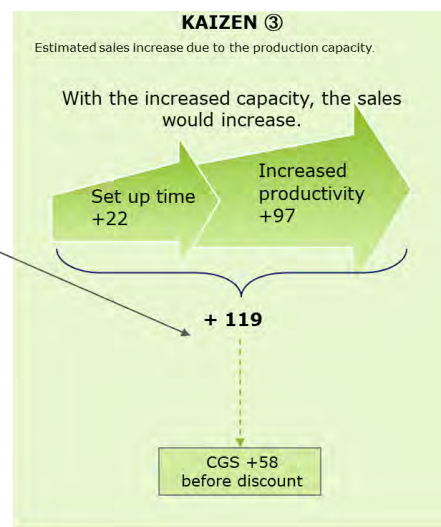 KAIZEN ③
Estimated sales increase due to the production capacity.
With the increased capacity, the sales
would increase.
Set up time
+22
Increased
productivity
+97
+ 119
CGS +58
before discount